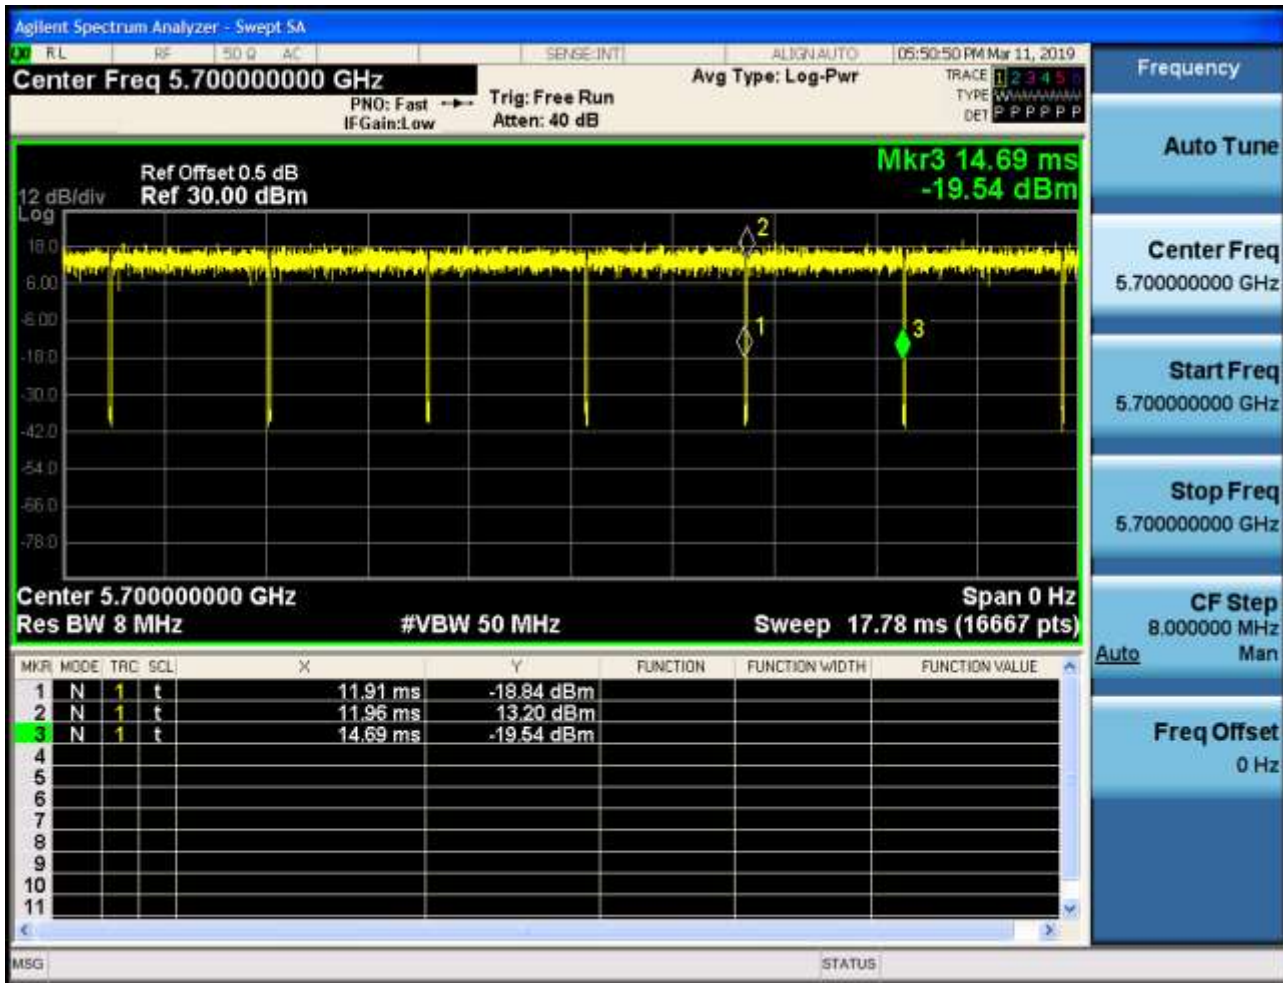 Agilent Spectrum Analyzer - Swept SA
RL RF 50 Ω AC SENSE:INT ALIGN AUTO 05:50:50 PM Mar 11, 2019
Center Freq 5.700000000 GHz
PNO: Fast
IFGain:Low
Trig: Free Run
Atten: 40 dB
Avg Type: Log-Pwr
TRACE 1 2 3 4 5 6
TYPE
DET P P P P P P
Frequency
Auto Tune
Center Freq
5.700000000 GHz
Start Freq
5.700000000 GHz
Stop Freq
5.700000000 GHz
CF Step
8.000000 MHz
Auto Man
Freq Offset
0 Hz
Mkr3 14.69 ms
-19.54 dBm
Ref Offset 0.5 dB
12 dB/div Ref 30.00 dBm
Log
18.0
6.00
-6.00
-18.0
-30.0
-42.0
-54.0
-66.0
-78.0
2
1
3
Center 5.700000000 GHz Span 0 Hz
Res BW 8 MHz #VBW 50 MHz Sweep 17.78 ms (16667 pts)
MKR MODE TRC SCL X Y FUNCTION FUNCTION WIDTH FUNCTION VALUE
1 N 1 t 11.91 ms -18.84 dBm
2 N 1 t 11.96 ms 13.20 dBm
3 N 1 t 14.69 ms -19.54 dBm
4
5
6
7
8
9
10
11
MSG STATUS